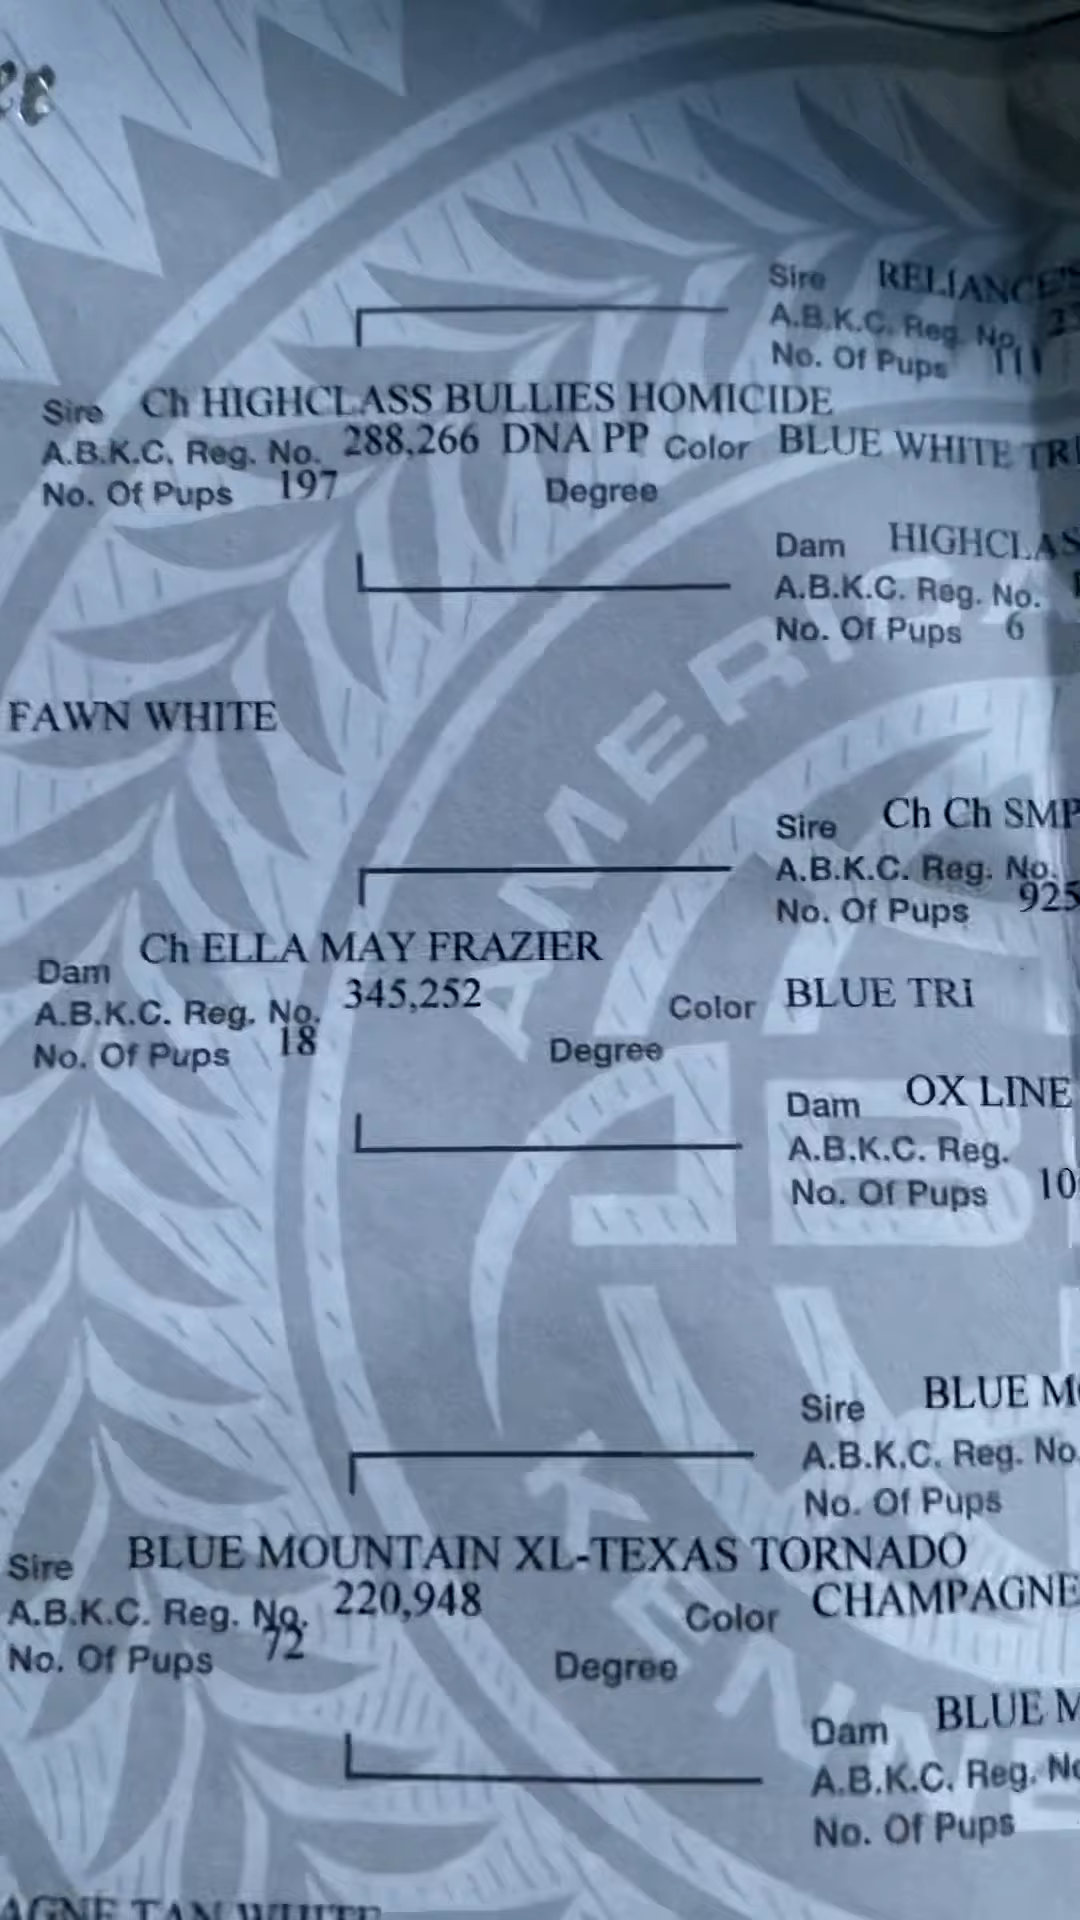 Sire RELIANCE'S
A.B.K.C. Reg. No.
No. Of Pups 111
Sire Ch HIGHCLASS BULLIES HOMICIDE
A.B.K.C. Reg. No. 288,266 DNA PP Color BLUE WHITE TRI
No. Of Pups 197 Degree
Dam HIGHCLAS
A.B.K.C. Reg. No.
No. Of Pups 6
FAWN WHITE
AMERICA
Sire Ch Ch SMP
A.B.K.C. Reg. No.
No. Of Pups 925
Dam Ch ELLA MAY FRAZIER
A.B.K.C. Reg. No. 345,252 Color BLUE TRI
No. Of Pups 18 Degree
Dam OX LINE
A.B.K.C. Reg.
No. Of Pups 10
Sire BLUE MO
A.B.K.C. Reg. No.
No. Of Pups
Sire BLUE MOUNTAIN XL-TEXAS TORNADO
A.B.K.C. Reg. No. 220,948 Color CHAMPAGNE
No. Of Pups 72 Degree
KENNE
Dam BLUE M
A.B.K.C. Reg. No
No. Of Pups
AGNE TAN WHITE